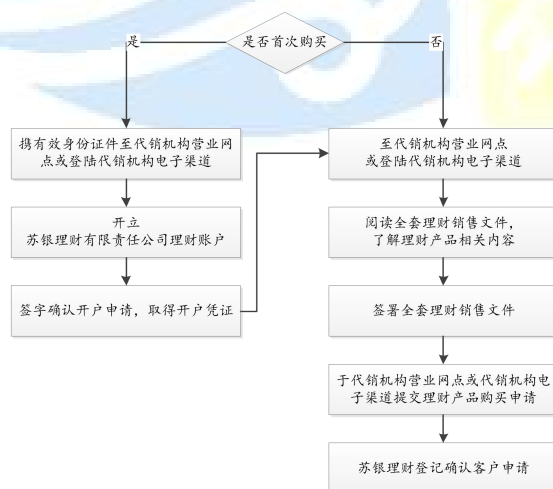 是否首次购买
是
否
携有效身份证件至代销机构营业网
点或登陆代销机构电子渠道
开立
苏银理财有限责任公司理财账户
签字确认开户申请，取得开户凭证
至代销机构营业网点
或登陆代销机构电子渠道
阅读全套理财销售文件，
了解理财产品相关内容
签署全套理财销售文件
于代销机构营业网点或代销机构电
子渠道提交理财产品购买申请
苏银理财登记确认客户申请